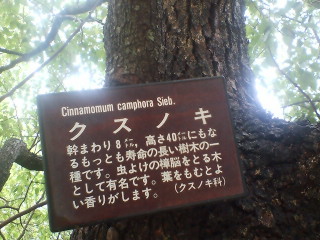 Cinnamomum camphora Sieb.
クスノキ
幹まわり8㍍，高さ40㍍にもな
るもっとも寿命の長い樹木の一
種です。虫よけの樟脳をとる木
として有名です。葉をもむとよ
い香りがします。（クスノキ科）